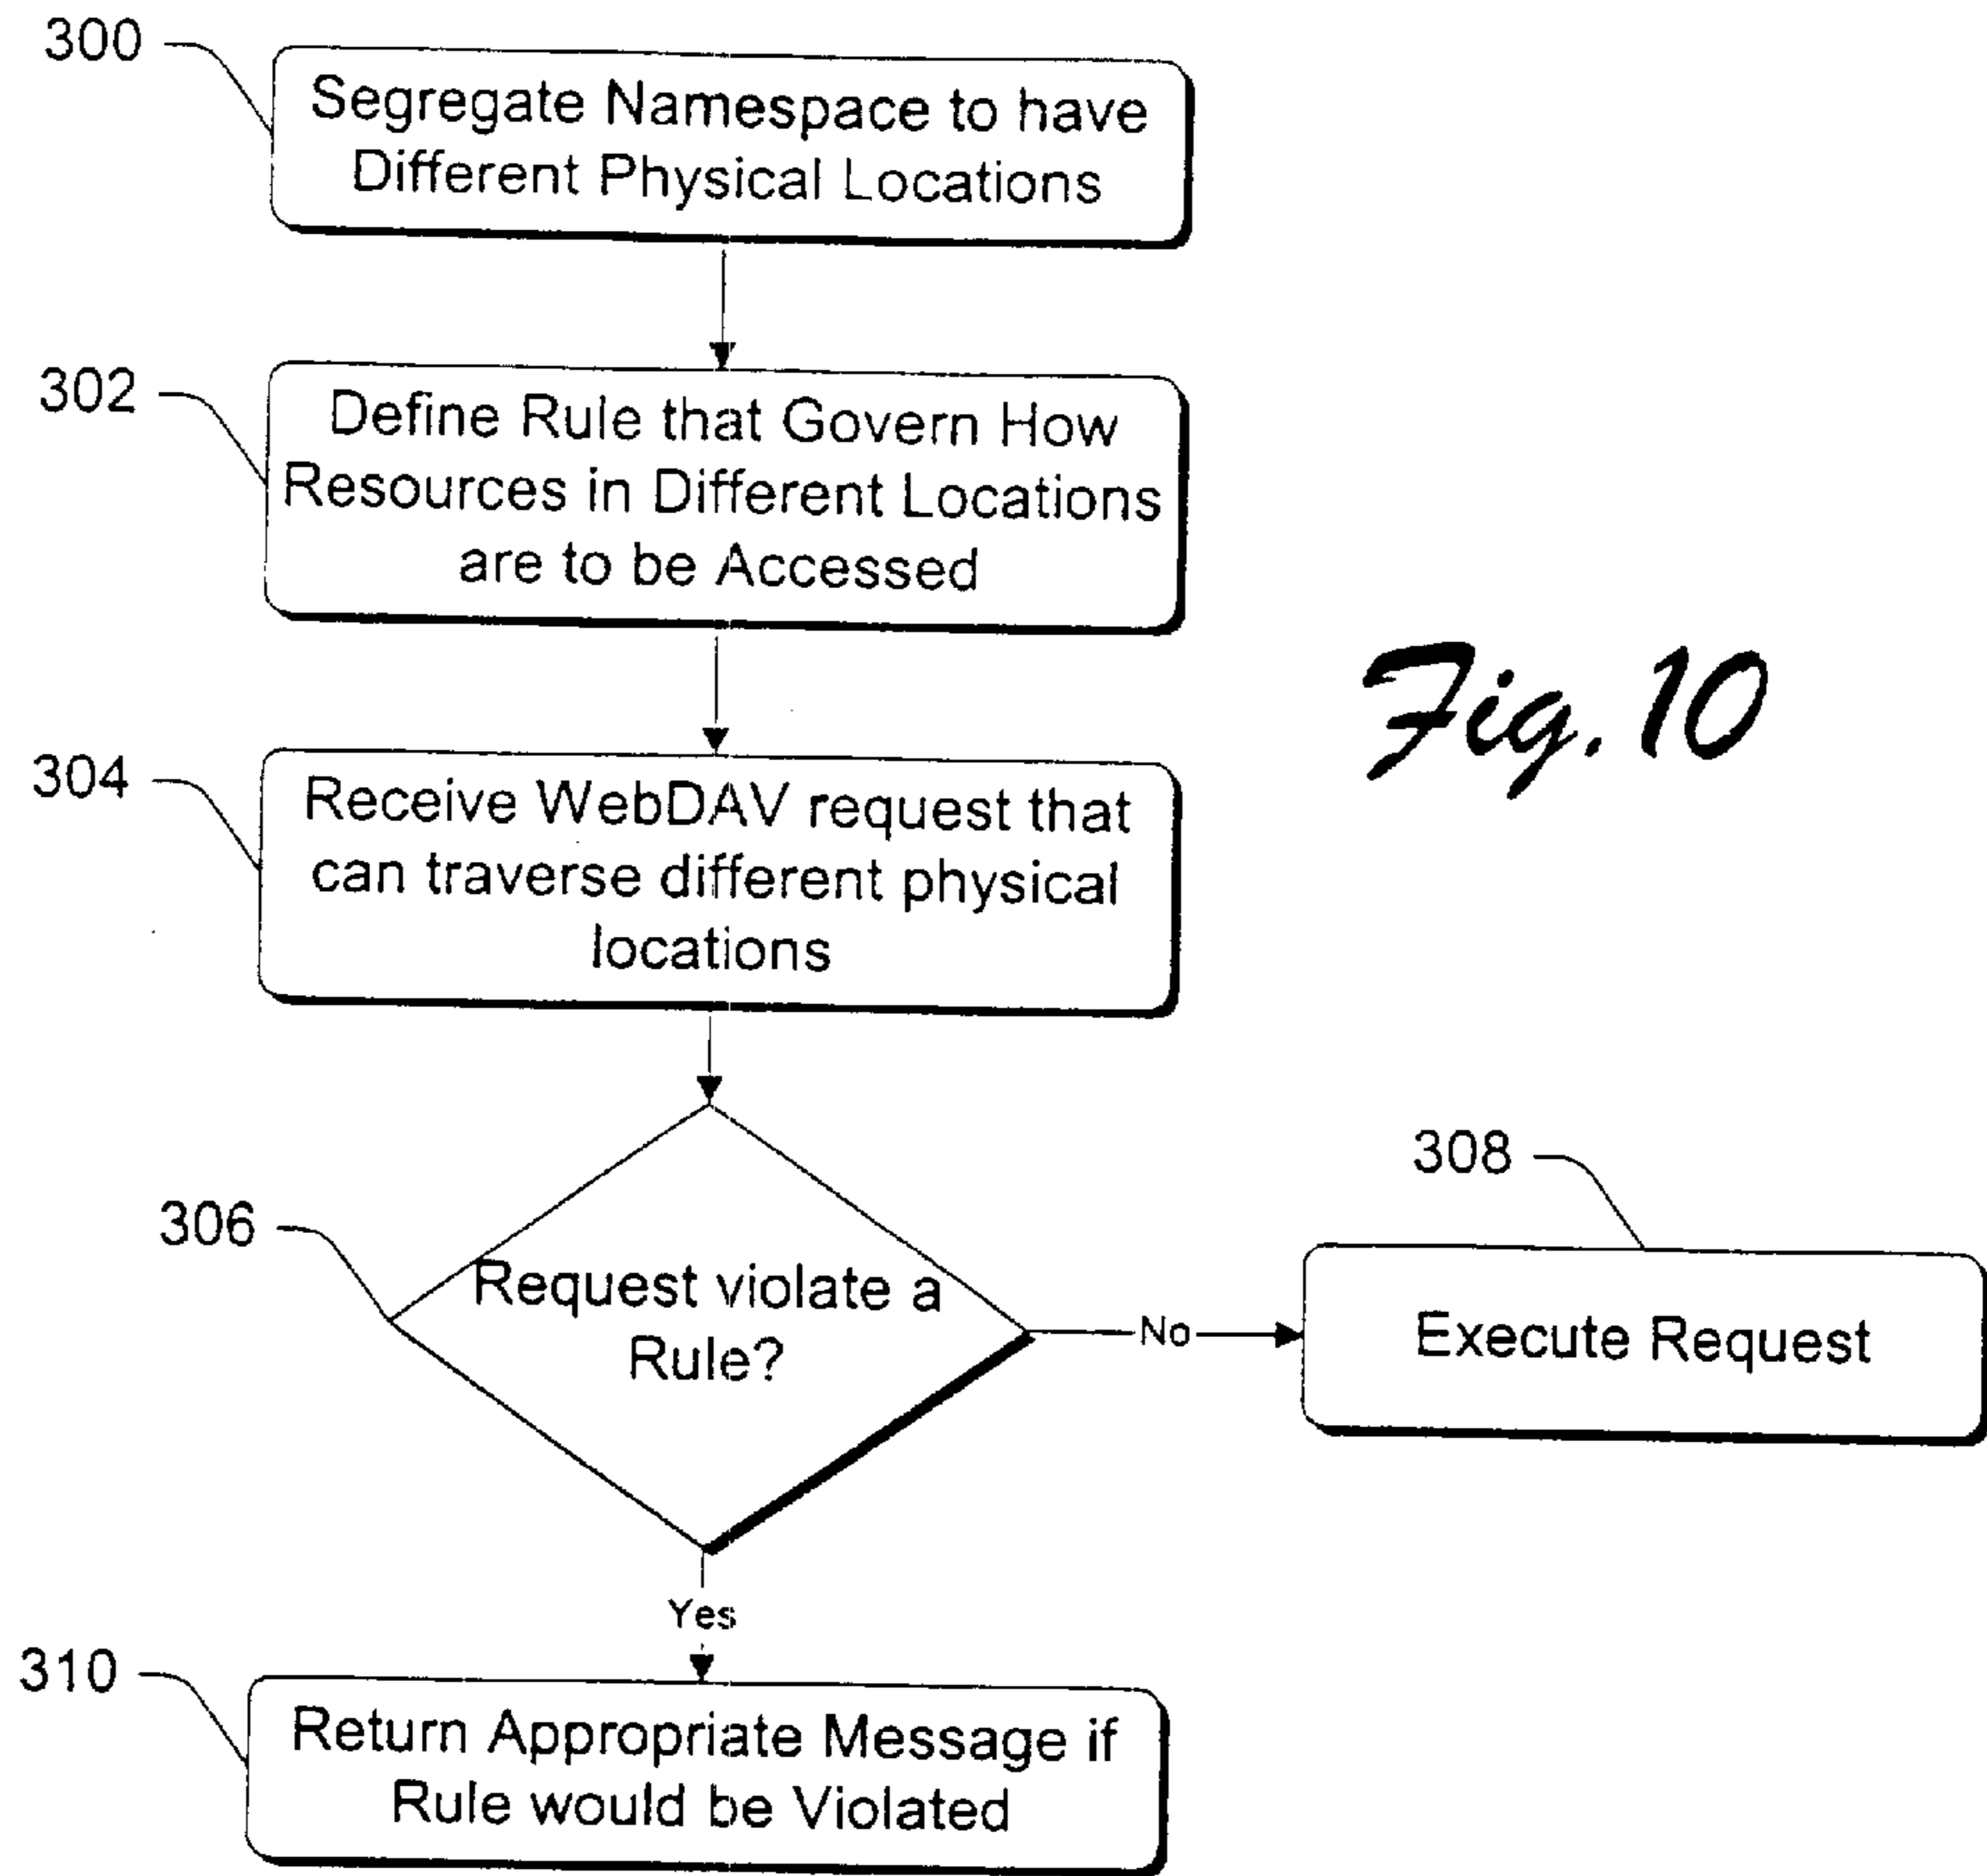 300
Segregate Namespace to have
Different Physical Locations
302
Define Rule that Govern How
Resources in Different Locations
are to be Accessed
Fig. 10
304
Receive WebDAV request that
can traverse different physical
locations
306
Request violate a
Rule?
No
308
Execute Request
Yes
310
Return Appropriate Message if
Rule would be Violated